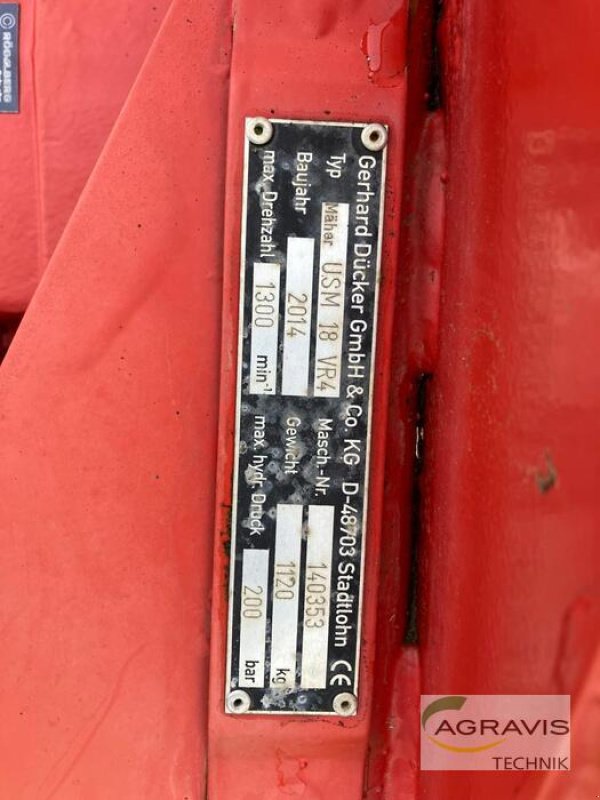 Gerhard Dücker GmbH & Co. KG D-48703 Stadtlohn CE
Typ Mäher USM 18 VR4 Masch.-Nr. 140353
Baujahr 2014 Gewicht 1120 kg
max. Drehzahl 1300 min-1 max. hydr. Druck 200 bar
AGRAVIS
TECHNIK